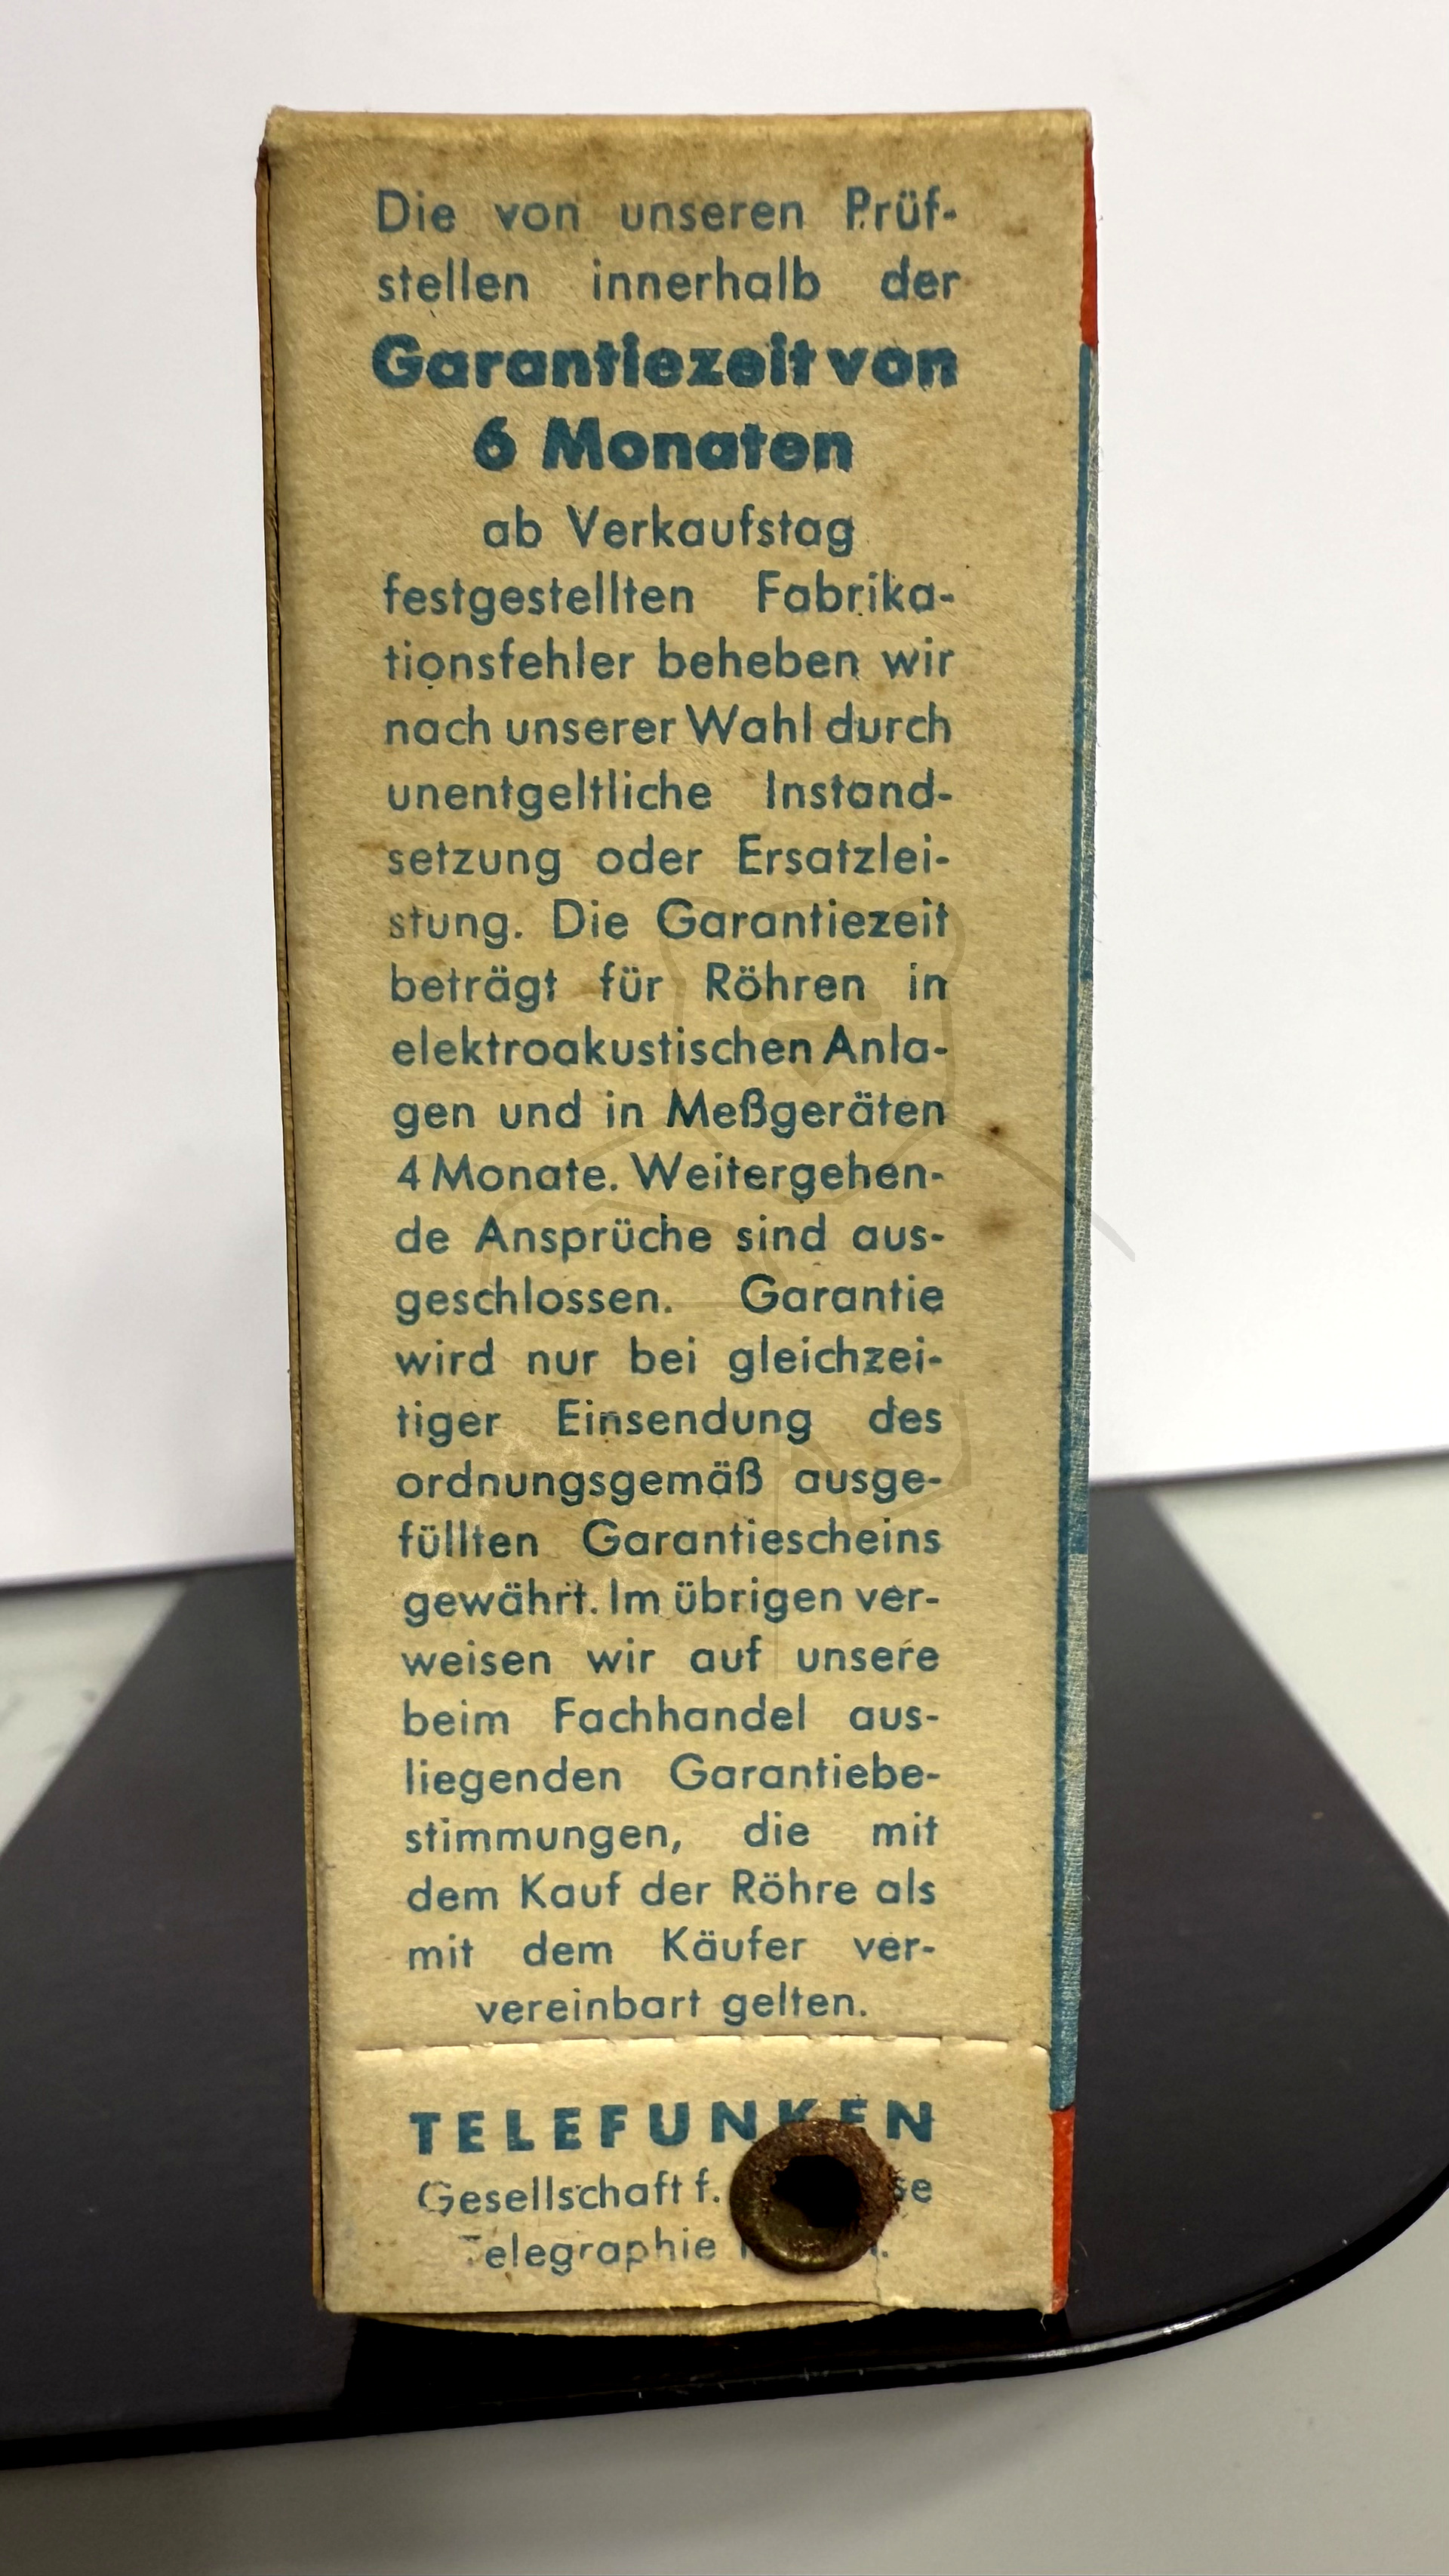 Die von unseren Prüf-
stellen innerhalb der
Garantiezeit von
6 Monaten
ab Verkaufstag
festgestellten Fabrika-
tionsfehler beheben wir
nach unserer Wahl durch
unentgeltliche Instand-
setzung oder Ersatzlei-
stung. Die Garantiezeit
beträgt für Röhren in
elektroakustischen Anla-
gen und in Meßgeräten
4 Monate. Weitergehen-
de Ansprüche sind aus-
geschlossen. Garantie
wird nur bei gleichzei-
tiger Einsendung des
ordnungsgemäß ausge-
füllten Garantiescheins
gewährt. Im übrigen ver-
weisen wir auf unsere
beim Fachhandel aus-
liegenden Garantiebe-
stimmungen, die mit
dem Kauf der Röhre als
mit dem Käufer ver-
vereinbart gelten.
TELEFUNKEN
Gesellschaft f.
Telegraphie